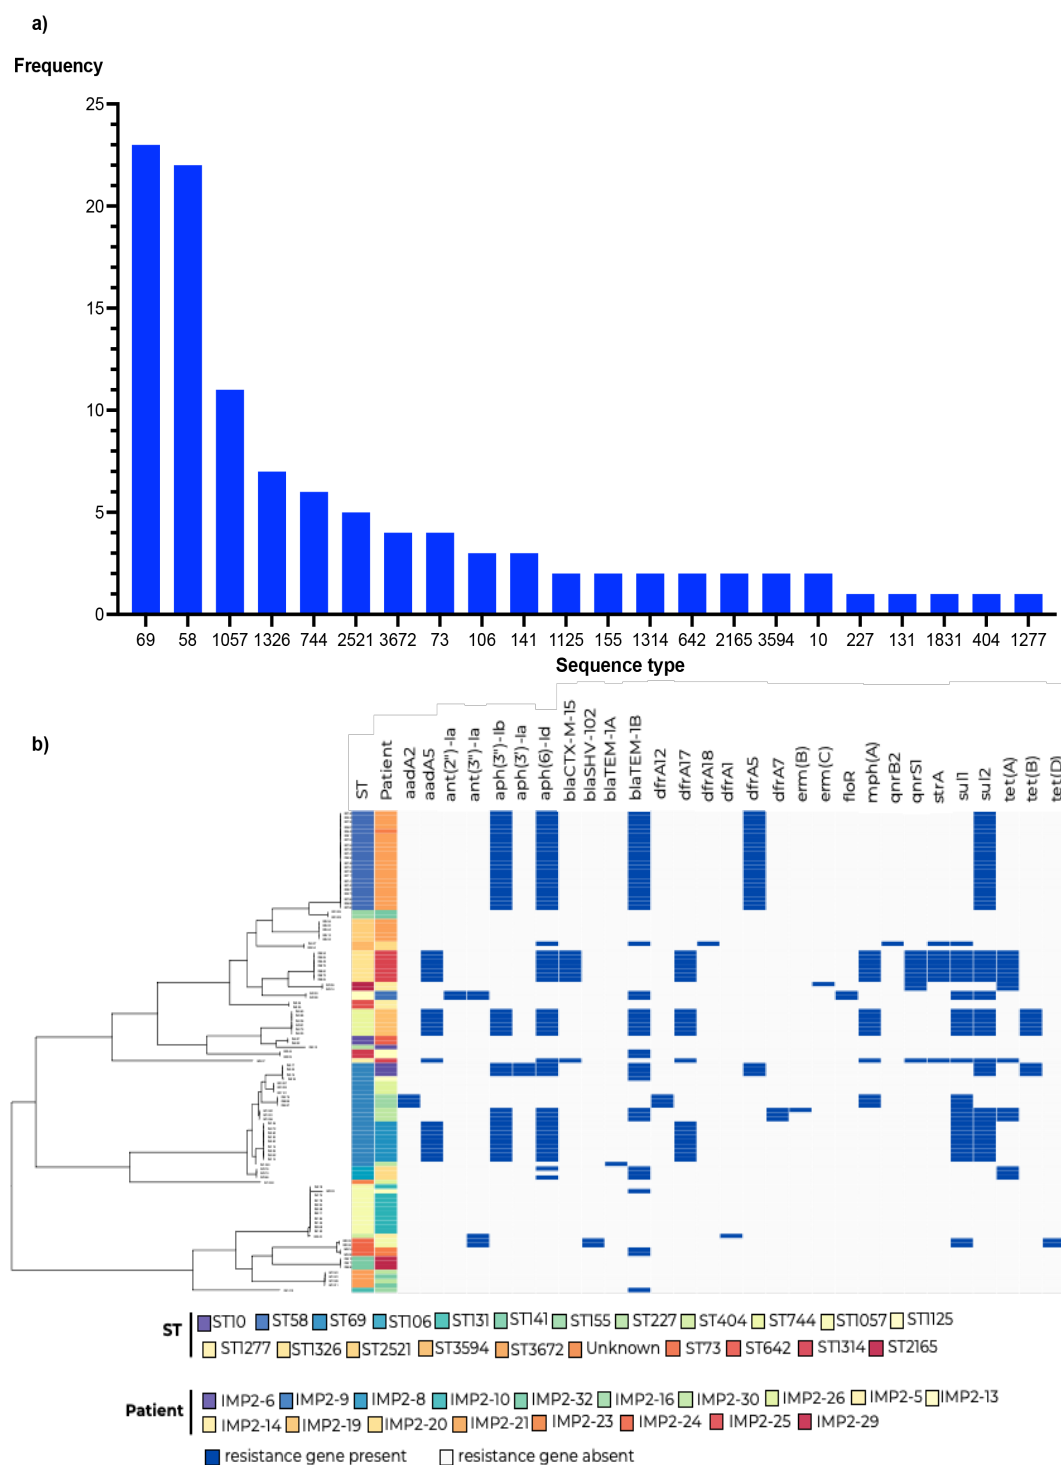 a)
Frequency
25
20
15
10
5
0
69 58 1057 1326 744 2521 3672 73 106 141 1125 155 1314 642 2165 3594 10 227 131 1831 404 1277
Sequence type
b)
ST
Patient
aadA2
aadA5
ant(2'')-Ia
ant(3'')-Ia
aph(3'')-Ib
aph(3')-Ia
aph(6)-Id
blaCTX-M-15
blaSHV-102
blaTEM-1A
blaTEM-1B
dfrA12
dfrA17
dfrA18
dfrA1
dfrA5
dfrA7
erm(B)
erm(C)
floR
mph(A)
qnrB2
qnrS1
strA
sul1
sul2
tet(A)
tet(B)
tet(D)
ST
ST10 ST58 ST69 ST106 ST131 ST141 ST155 ST227 ST404 ST744 ST1057 ST1125
ST1277 ST1326 ST2521 ST3594 ST3672 Unknown ST73 ST642 ST1314 ST2165
Patient
IMP2-6 IMP2-9 IMP2-8 IMP2-10 IMP2-32 IMP2-16 IMP2-30 IMP2-26 IMP2-5 IMP2-13
IMP2-14 IMP2-19 IMP2-20 IMP2-21 IMP2-23 IMP2-24 IMP2-25 IMP2-29
resistance gene present resistance gene absent